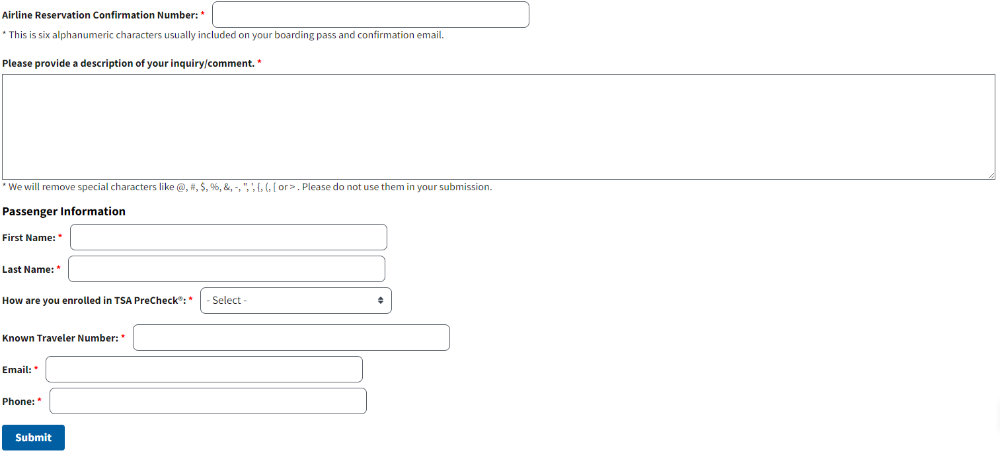 Airline Reservation Confirmation Number: *
* This is six alphanumeric characters usually included on your boarding pass and confirmation email.
Please provide a description of your inquiry/comment. *
* We will remove special characters like @, #, $, %, &, -, ", ', {, (, [ or > . Please do not use them in your submission.
Passenger Information
First Name: *
Last Name: *
How are you enrolled in TSA PreCheck®: * - Select -
Known Traveler Number: *
Email: *
Phone: *
Submit